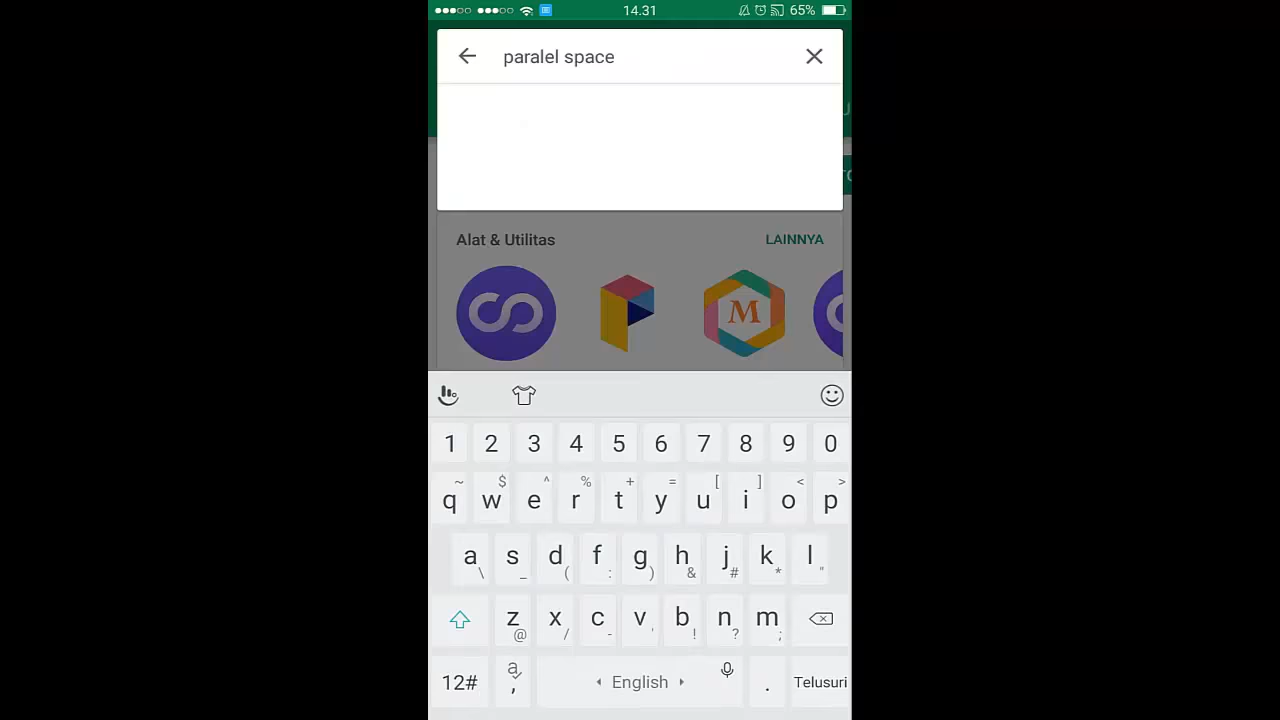 14.31
65%
paralel space
Alat & Utilitas
LAINNYA
M
1 2 3 4 5 6 7 8 9 0
~ $ ^ % + = [ ] < >
q w e r t y u i o p
a s d f g h j k l
\ _ ( : ) & # * "
z x c v b n m
@ / - ' ! ? ;
12# a , English . Telusuri